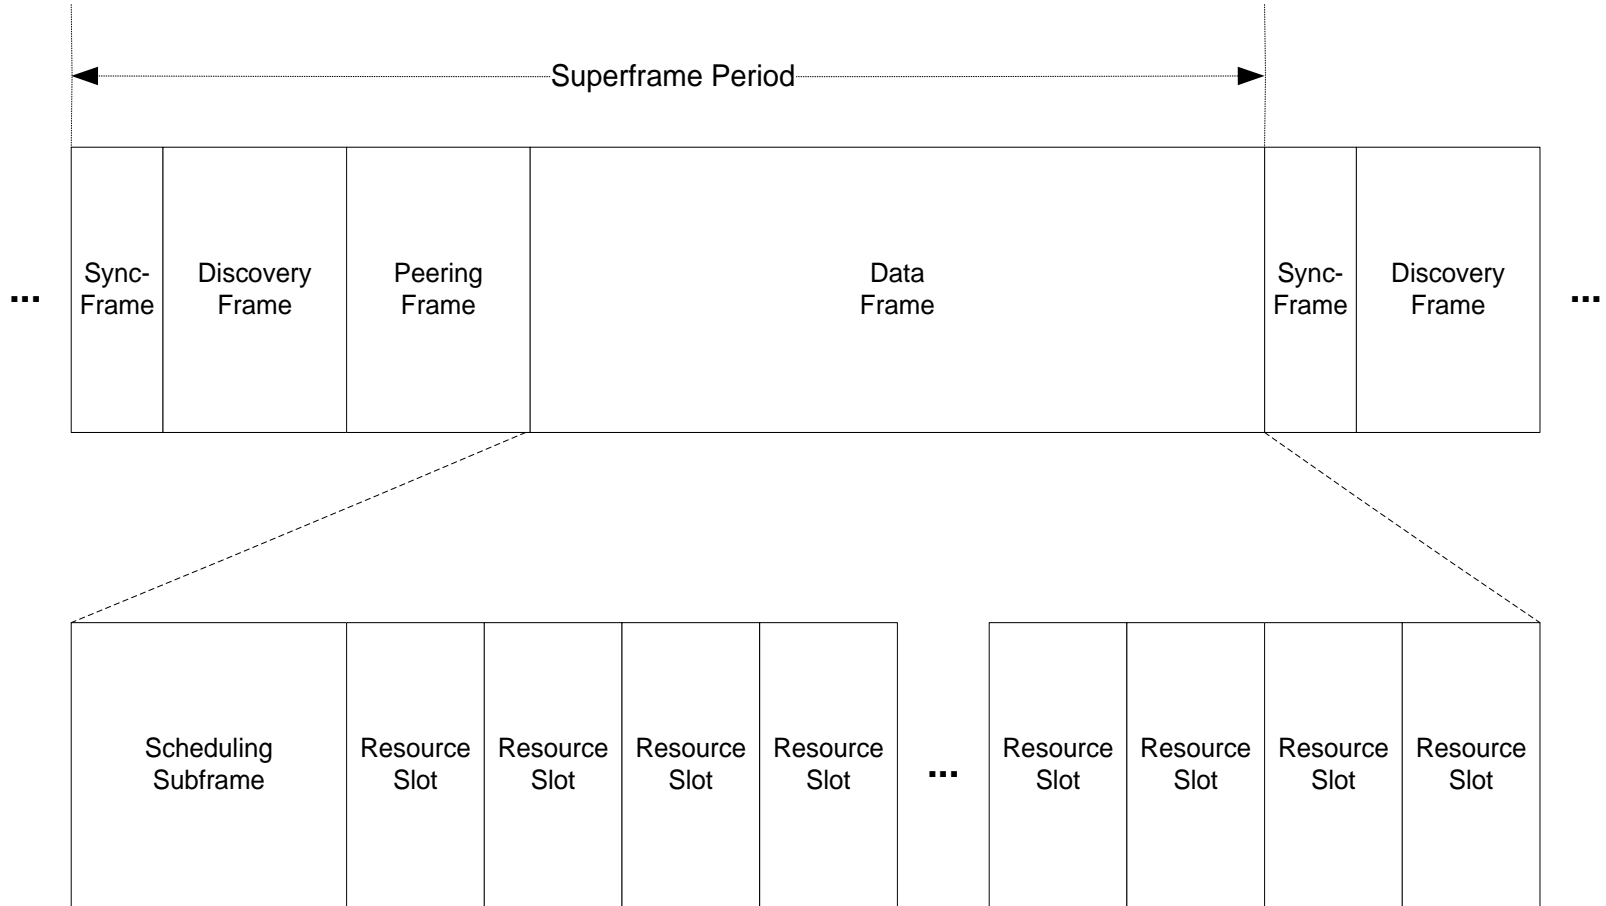 Superframe Period
Sync-
Frame
Discovery
Frame
Peering
Frame
Data
Frame
Sync-
Frame
Discovery
Frame
...
...
Scheduling
Subframe
Resource
Slot
Resource
Slot
Resource
Slot
Resource
Slot
...
Resource
Slot
Resource
Slot
Resource
Slot
Resource
Slot